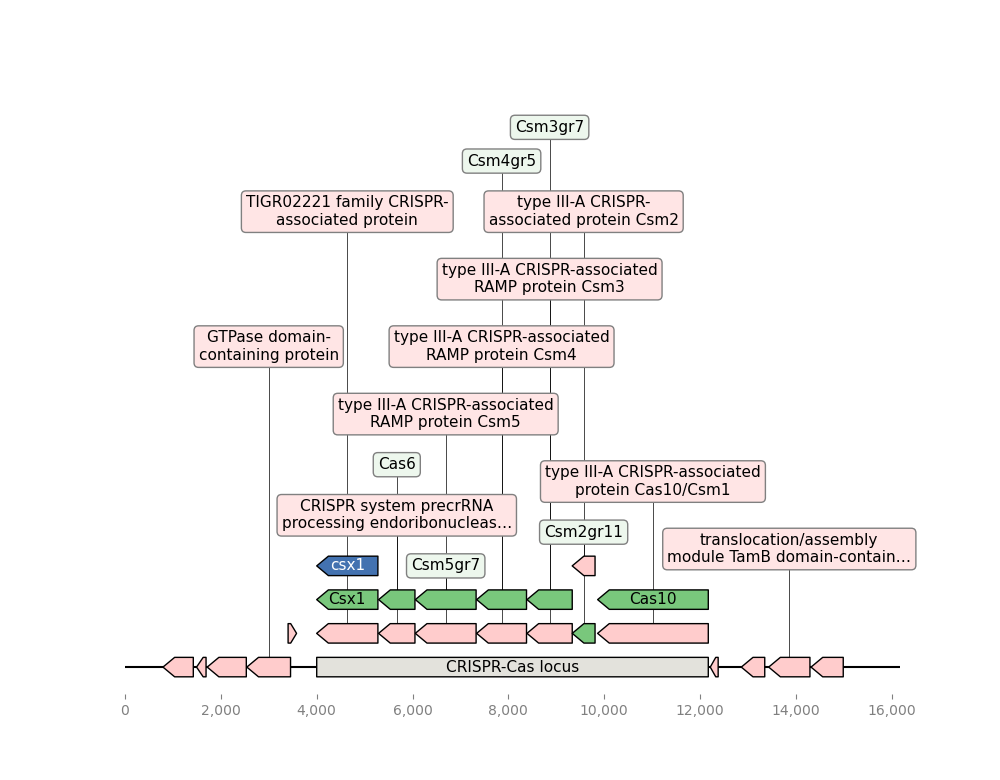 Csm3gr7
Csm4gr5
TIGR02221 family CRISPR-
associated protein
type III-A CRISPR-
associated protein Csm2
type III-A CRISPR-associated
RAMP protein Csm3
GTPase domain-
containing protein
type III-A CRISPR-associated
RAMP protein Csm4
type III-A CRISPR-associated
RAMP protein Csm5
Cas6
type III-A CRISPR-associated
protein Cas10/Csm1
CRISPR system precrRNA
processing endoribonucleas…
Csm2gr11
translocation/assembly
module TamB domain-contain…
csx1
Csm5gr7
Csx1
Cas10
CRISPR-Cas locus
0
2,000
4,000
6,000
8,000
10,000
12,000
14,000
16,000